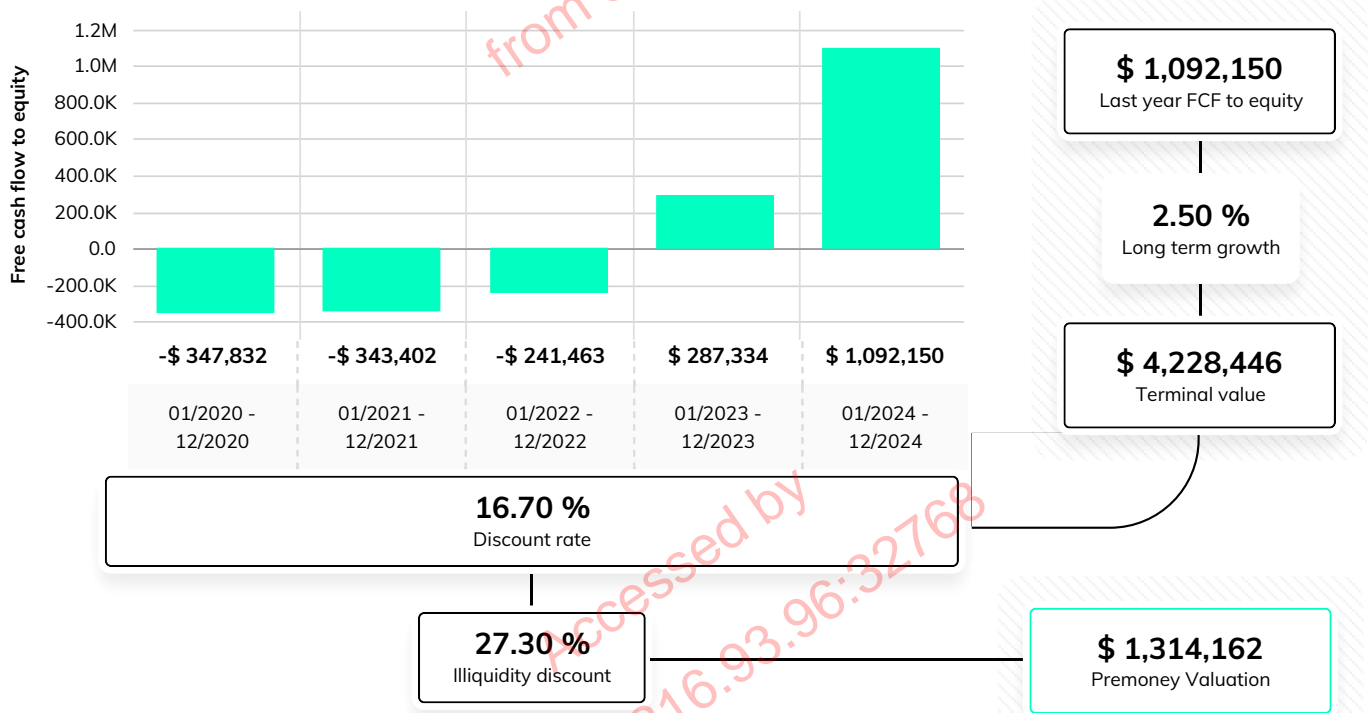 Free cash flow to equity
1.2M
1.0M
800.0K
600.0K
400.0K
200.0K
0.0
-200.0K
-400.0K
-$ 347,832
-$ 343,402
-$ 241,463
$ 287,334
$ 1,092,150
01/2020 -
12/2020
01/2021 -
12/2021
01/2022 -
12/2022
01/2023 -
12/2023
01/2024 -
12/2024
16.70 %
Discount rate
27.30 %
Illiquidity discount
$ 1,092,150
Last year FCF to equity
2.50 %
Long term growth
$ 4,228,446
Terminal value
$ 1,314,162
Premoney Valuation
from
Accessed by
16.93.96:32768